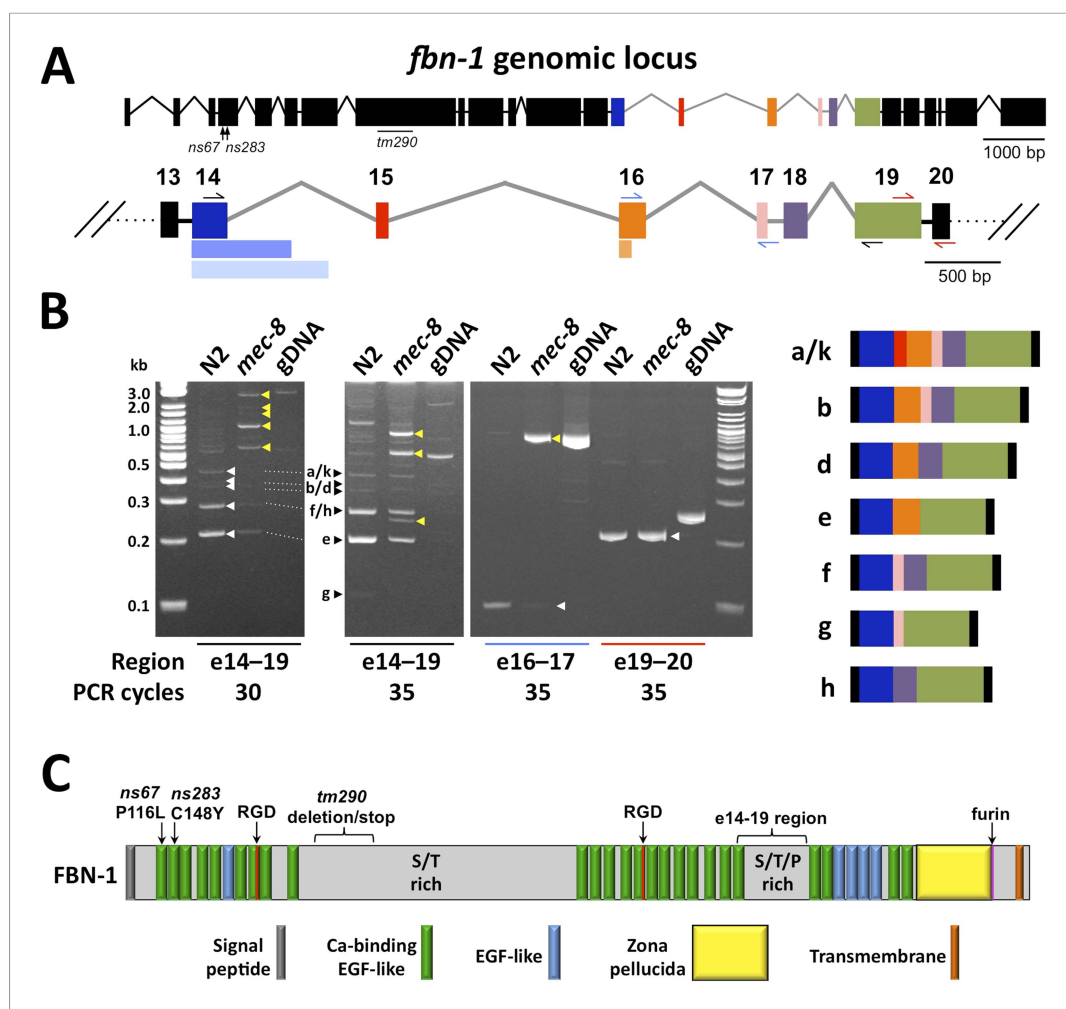 A
fbn-1 genomic locus
ns67 ns283
tm290
1000 bp
13 14 15 16 17 18 19 20
500 bp
B
N2 mec-8 gDNA N2 mec-8 gDNA N2 mec-8 gDNA N2 mec-8 gDNA
kb
3.0
2.0
1.0
0.5
0.3
0.2
0.1
a/k
b/d
f/h
e
g
Region e14–19 e14–19 e16–17 e19–20
PCR cycles 30 35 35 35
a/k
b
d
e
f
g
h
C
ns67 P116L
ns283 C148Y
RGD
tm290 deletion/stop
RGD
e14-19 region
furin
FBN-1
S/T rich
S/T/P rich
Signal peptide
Ca-binding EGF-like
EGF-like
Zona pellucida
Transmembrane